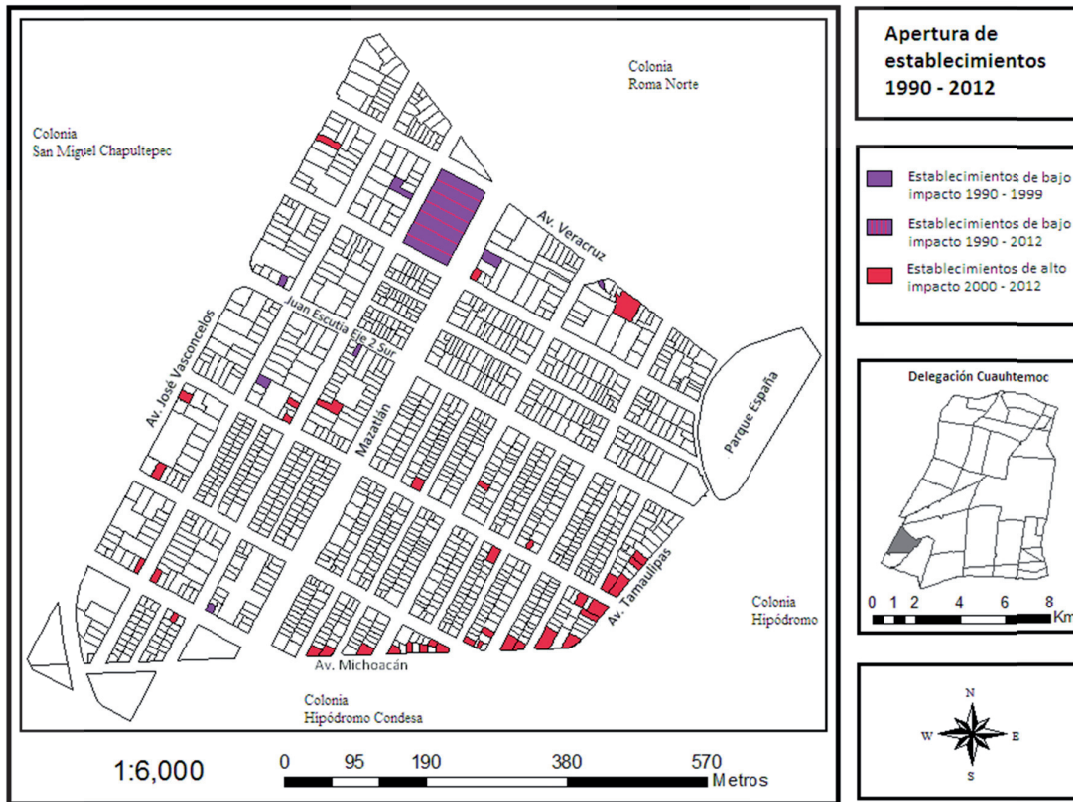 Colonia
San Miguel Chapultepec
Colonia
Roma Norte
Av. Veracruz
Juan Escutia Eje 2 Sur
Av. José Vasconcelos
Mazatlán
Parque España
Av. Tamaulipas
Av. Michoacán
Colonia
Hipódromo
Colonia
Hipódromo Condesa
1:6,000
0 95 190 380 570
Metros
Apertura de
establecimientos
1990 - 2012
Establecimientos de bajo
impacto 1990 - 1999
Establecimientos de bajo
impacto 1990 - 2012
Establecimientos de alto
impacto 2000 - 2012
Delegación Cuauhtemoc
0 1 2 4 6 8
Km
N
W E
S